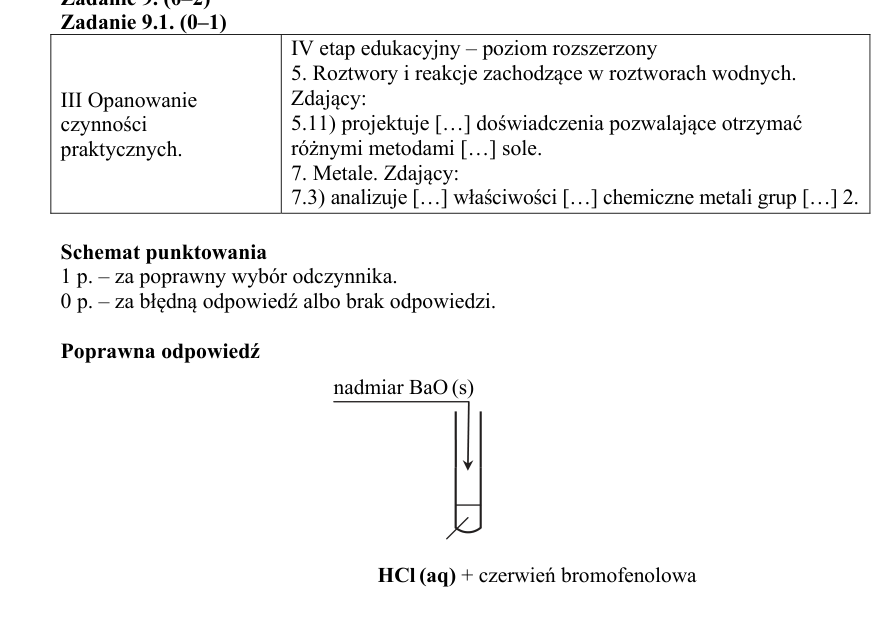 Zadanie 9. (0–2)
Zadanie 9.1. (0–1)
III Opanowanie
czynności
praktycznych.
IV etap edukacyjny – poziom rozszerzony
5. Roztwory i reakcje zachodzące w roztworach wodnych.
Zdający:
5.11) projektuje […] doświadczenia pozwalające otrzymać
różnymi metodami […] sole.
7. Metale. Zdający:
7.3) analizuje […] właściwości […] chemiczne metali grup […] 2.
Schemat punktowania
1 p. – za poprawny wybór odczynnika.
0 p. – za błędną odpowiedź albo brak odpowiedzi.
Poprawna odpowiedź
nadmiar BaO (s)
HCl (aq) + czerwień bromofenolowa